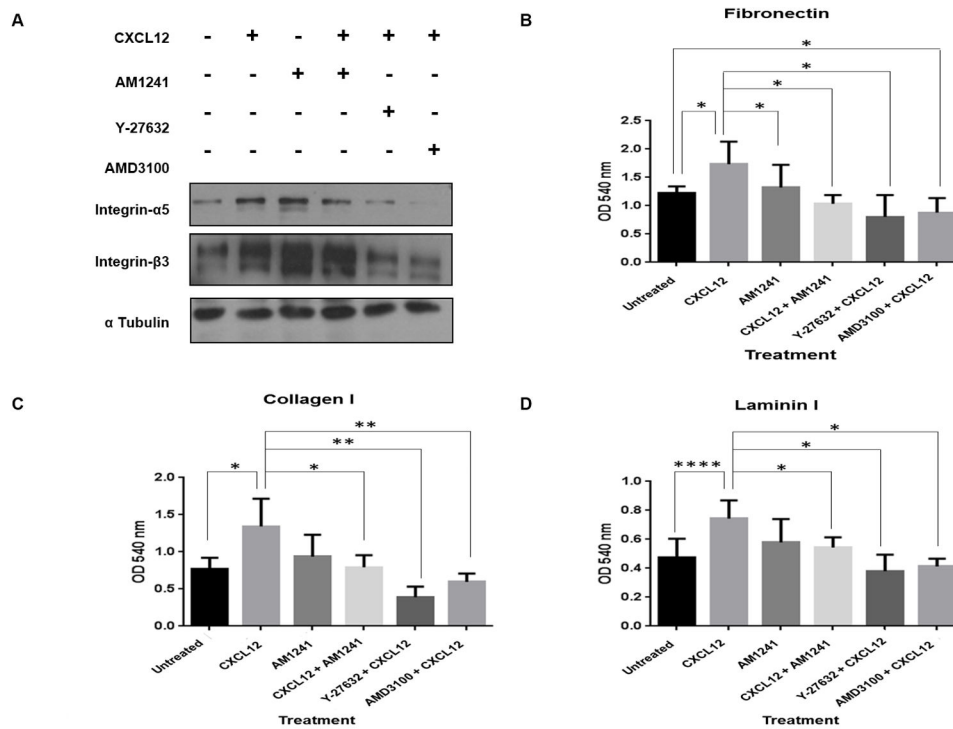 A
CXCL12 - + - + + +
AM1241 - - + + - -
Y-27632 - - - - + -
AMD3100 - - - - - +
Integrin-α5
Integrin-β3
α Tubulin
B
Fibronectin
*
*
*
* *
OD 540 nm
2.5
2.0
1.5
1.0
0.5
0.0
Untreated
CXCL12
AM1241
CXCL12 + AM1241
Y-27632 + CXCL12
AMD3100 + CXCL12
Treatment
C
Collagen I
**
**
* *
OD 540 nm
2.0
1.5
1.0
0.5
0.0
Untreated
CXCL12
AM1241
CXCL12 + AM1241
Y-27632 + CXCL12
AMD3100 + CXCL12
Treatment
D
Laminin I
*
*
**** *
OD 540 nm
1.0
0.8
0.6
0.4
0.2
0.0
Untreated
CXCL12
AM1241
CXCL12 + AM1241
Y-27632 + CXCL12
AMD3100 + CXCL12
Treatment